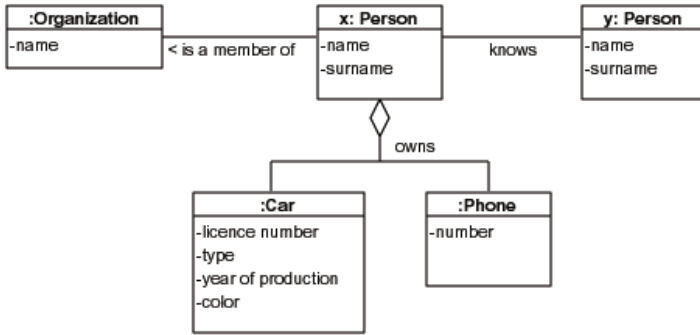 :Organization
-name
< is a member of
x: Person
-name
-surname
knows
y: Person
-name
-surname
owns
:Car
-licence number
-type
-year of production
-color
:Phone
-number